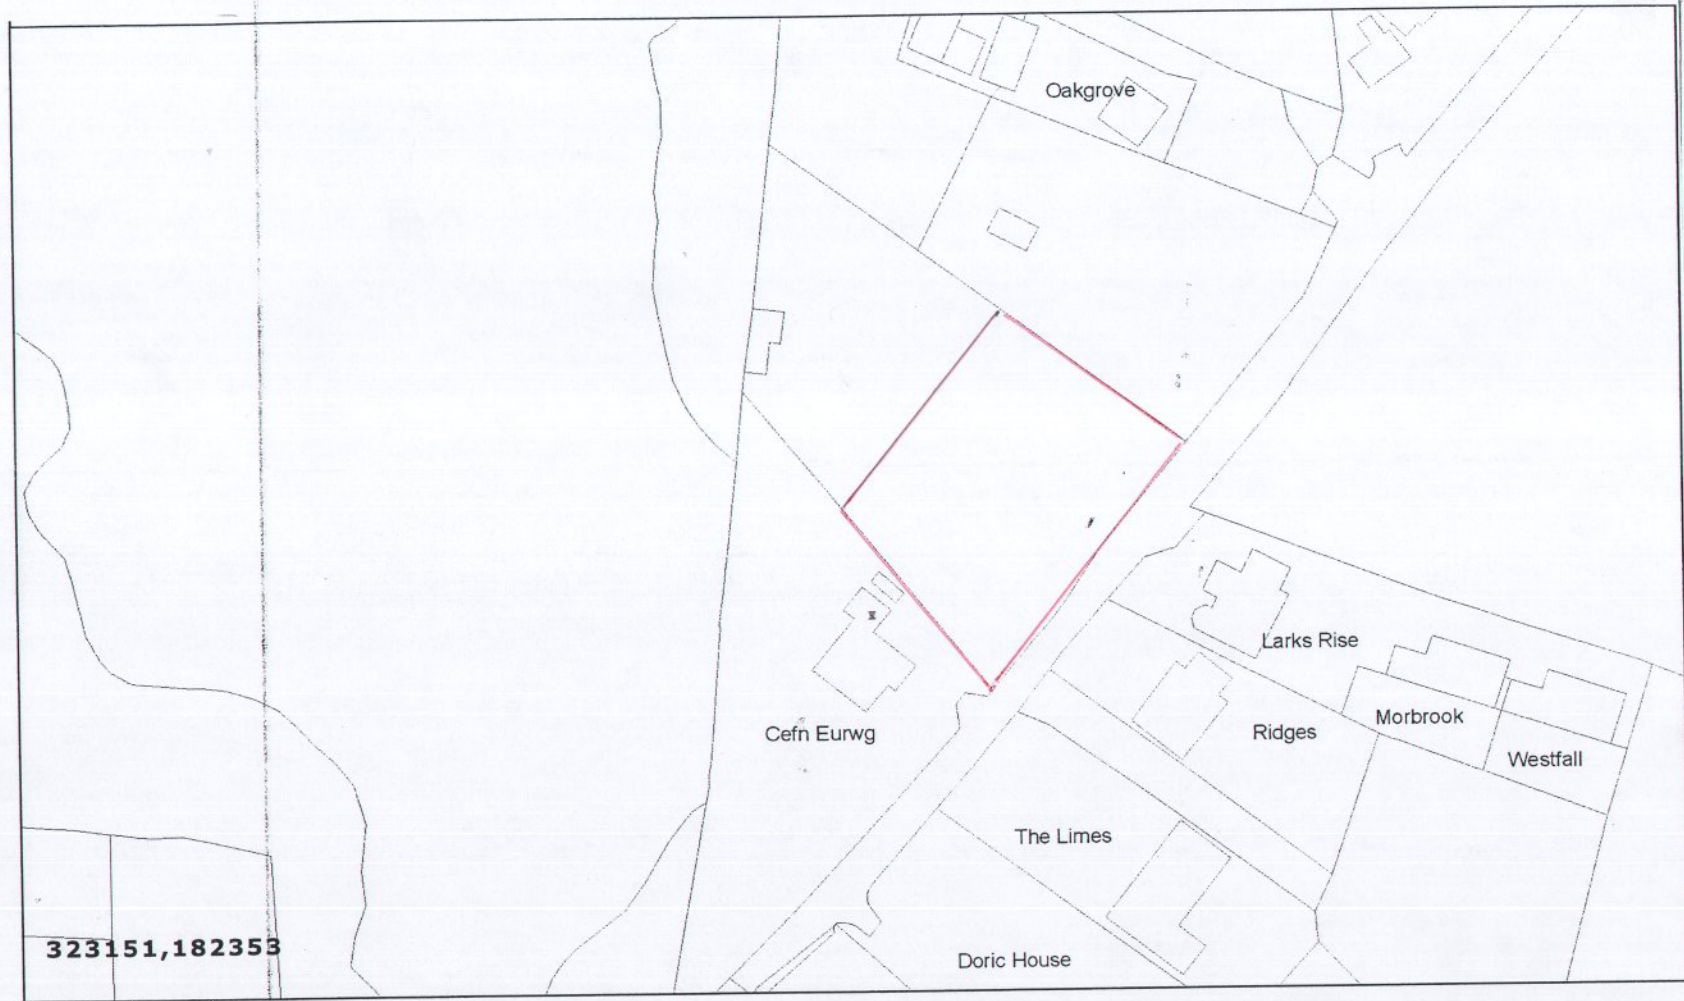 Oakgrove
Larks Rise
Morbrook
Ridges
Westfall
Cefn Eurwg
The Limes
Doric House
323151,182353